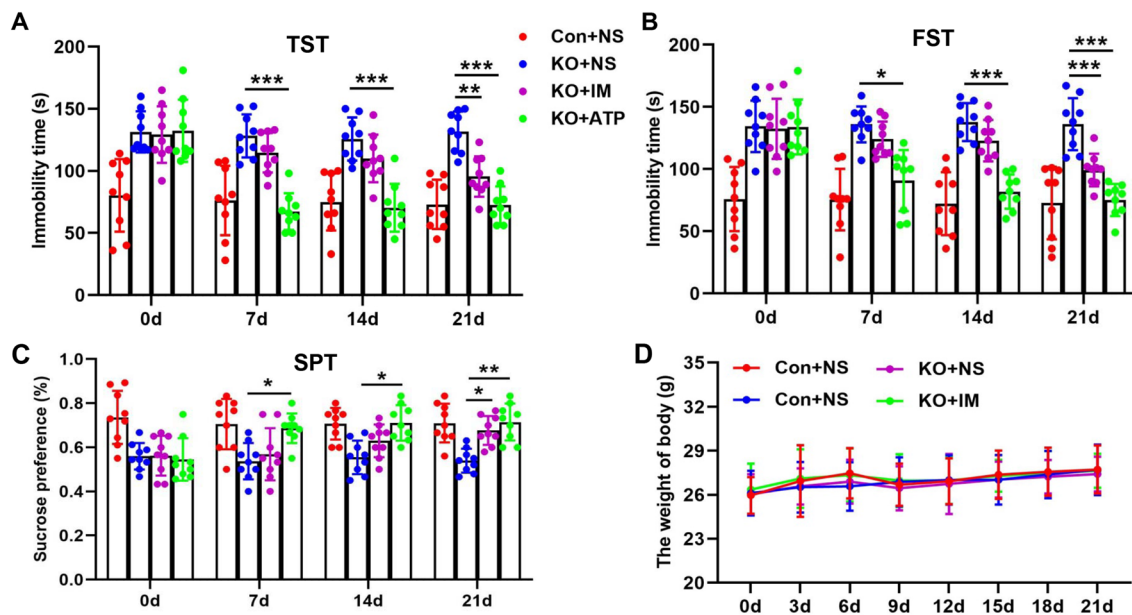 A
TST
Con+NS
KO+NS
KO+IM
KO+ATP
Immobility time (s)
200
150
100
50
0
***
***
***
**
0d 7d 14d 21d
B
FST
Immobility time (s)
200
150
100
50
0
*
***
***
***
0d 7d 14d 21d
C
SPT
Sucrose preference (%)
1.0
0.8
0.6
0.4
0.2
0.0
*
*
**
*
0d 7d 14d 21d
D
Con+NS KO+NS
Con+NS KO+IM
The weight of body (g)
32
29
26
23
20
0d 3d 6d 9d 12d 15d 18d 21d